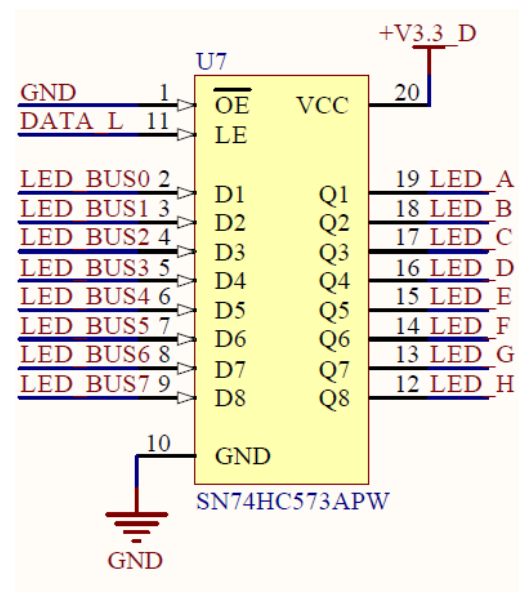 +V3.3_D
U7
GND 1 OE VCC 20
DATA_L 11 LE
LED_BUS0 2 D1 Q1 19 LED_A
LED_BUS1 3 D2 Q2 18 LED_B
LED_BUS2 4 D3 Q3 17 LED_C
LED_BUS3 5 D4 Q4 16 LED_D
LED_BUS4 6 D5 Q5 15 LED_E
LED_BUS5 7 D6 Q6 14 LED_F
LED_BUS6 8 D7 Q7 13 LED_G
LED_BUS7 9 D8 Q8 12 LED_H
10 GND
SN74HC573APW
GND